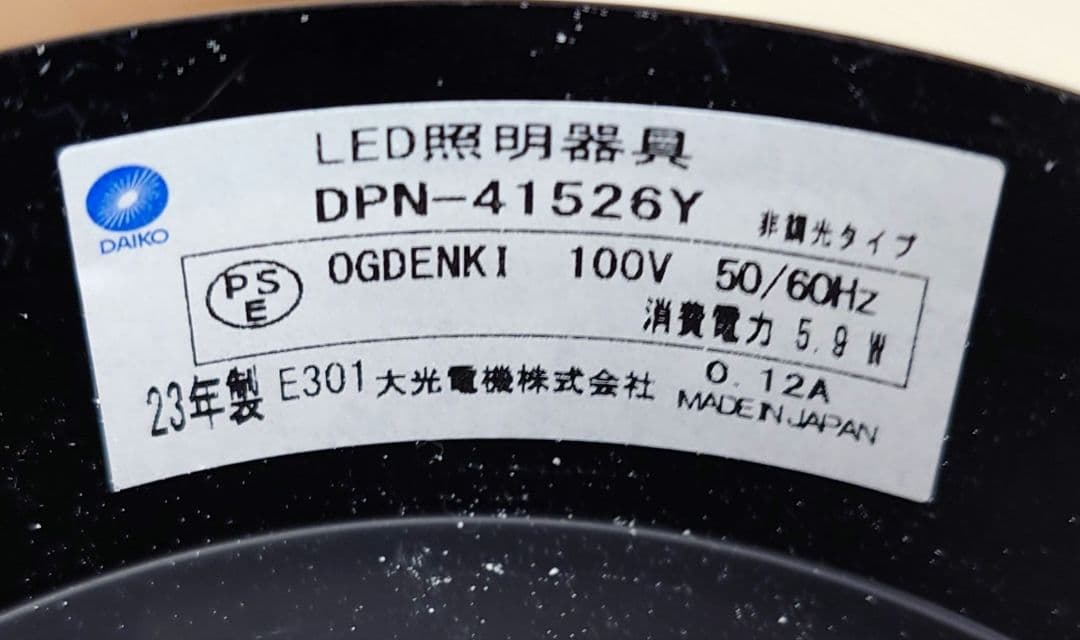 LED照明器具
DPN-41526Y 非調光タイプ
DAIKO
PS
E
OGDENKI 100V 50/60Hz
消費電力 5.9W
23年製 E301 大光電機株式会社 0.12A
MADE IN JAPAN